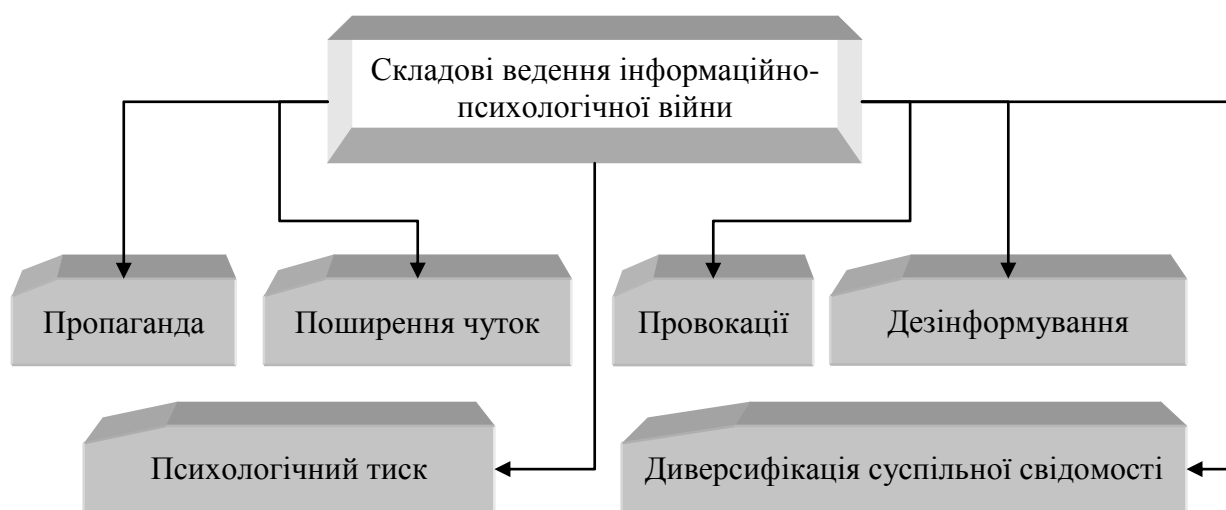 Складові ведення інформаційно-
психологічної війни
Пропаганда
Поширення чуток
Провокації
Дезінформування
Психологічний тиск
Диверсифікація суспільної свідомості